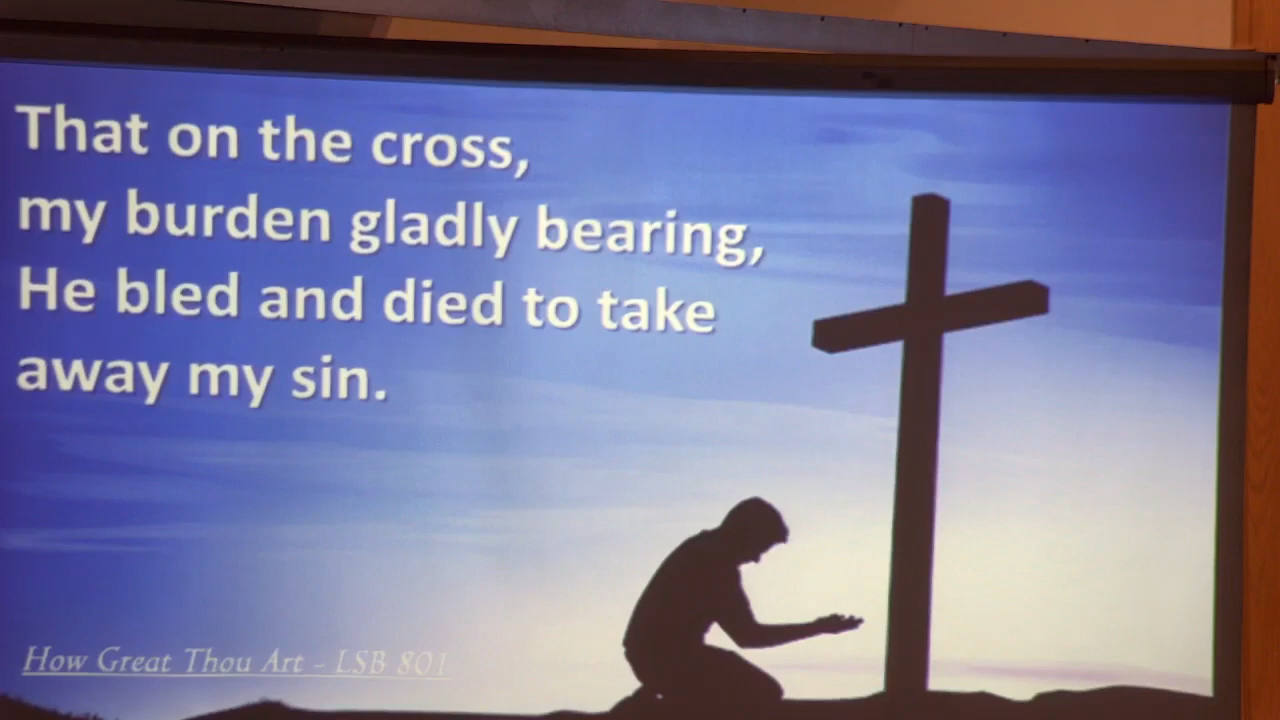 That on the cross,
my burden gladly bearing,
He bled and died to take
away my sin.
How Great Thou Art - LSB 801